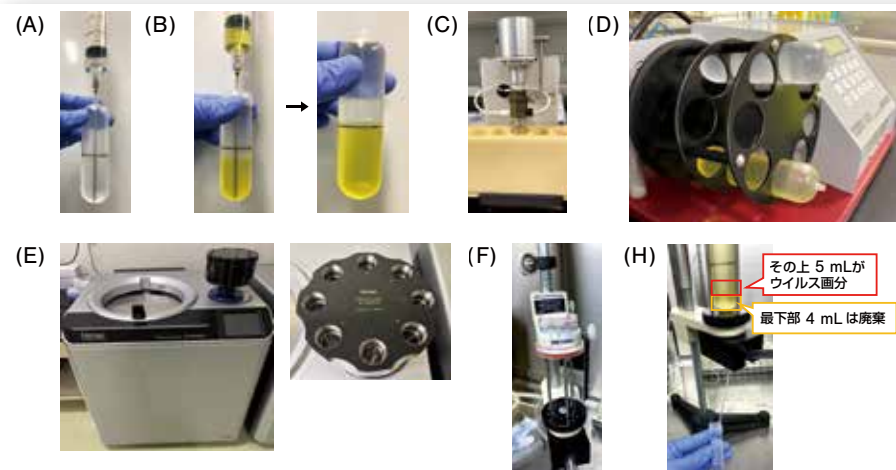 (A)
(B)
(C)
(D)
(E)
(F)
(H)
その上 5 mLが
ウイルス画分
最下部 4 mL は廃棄